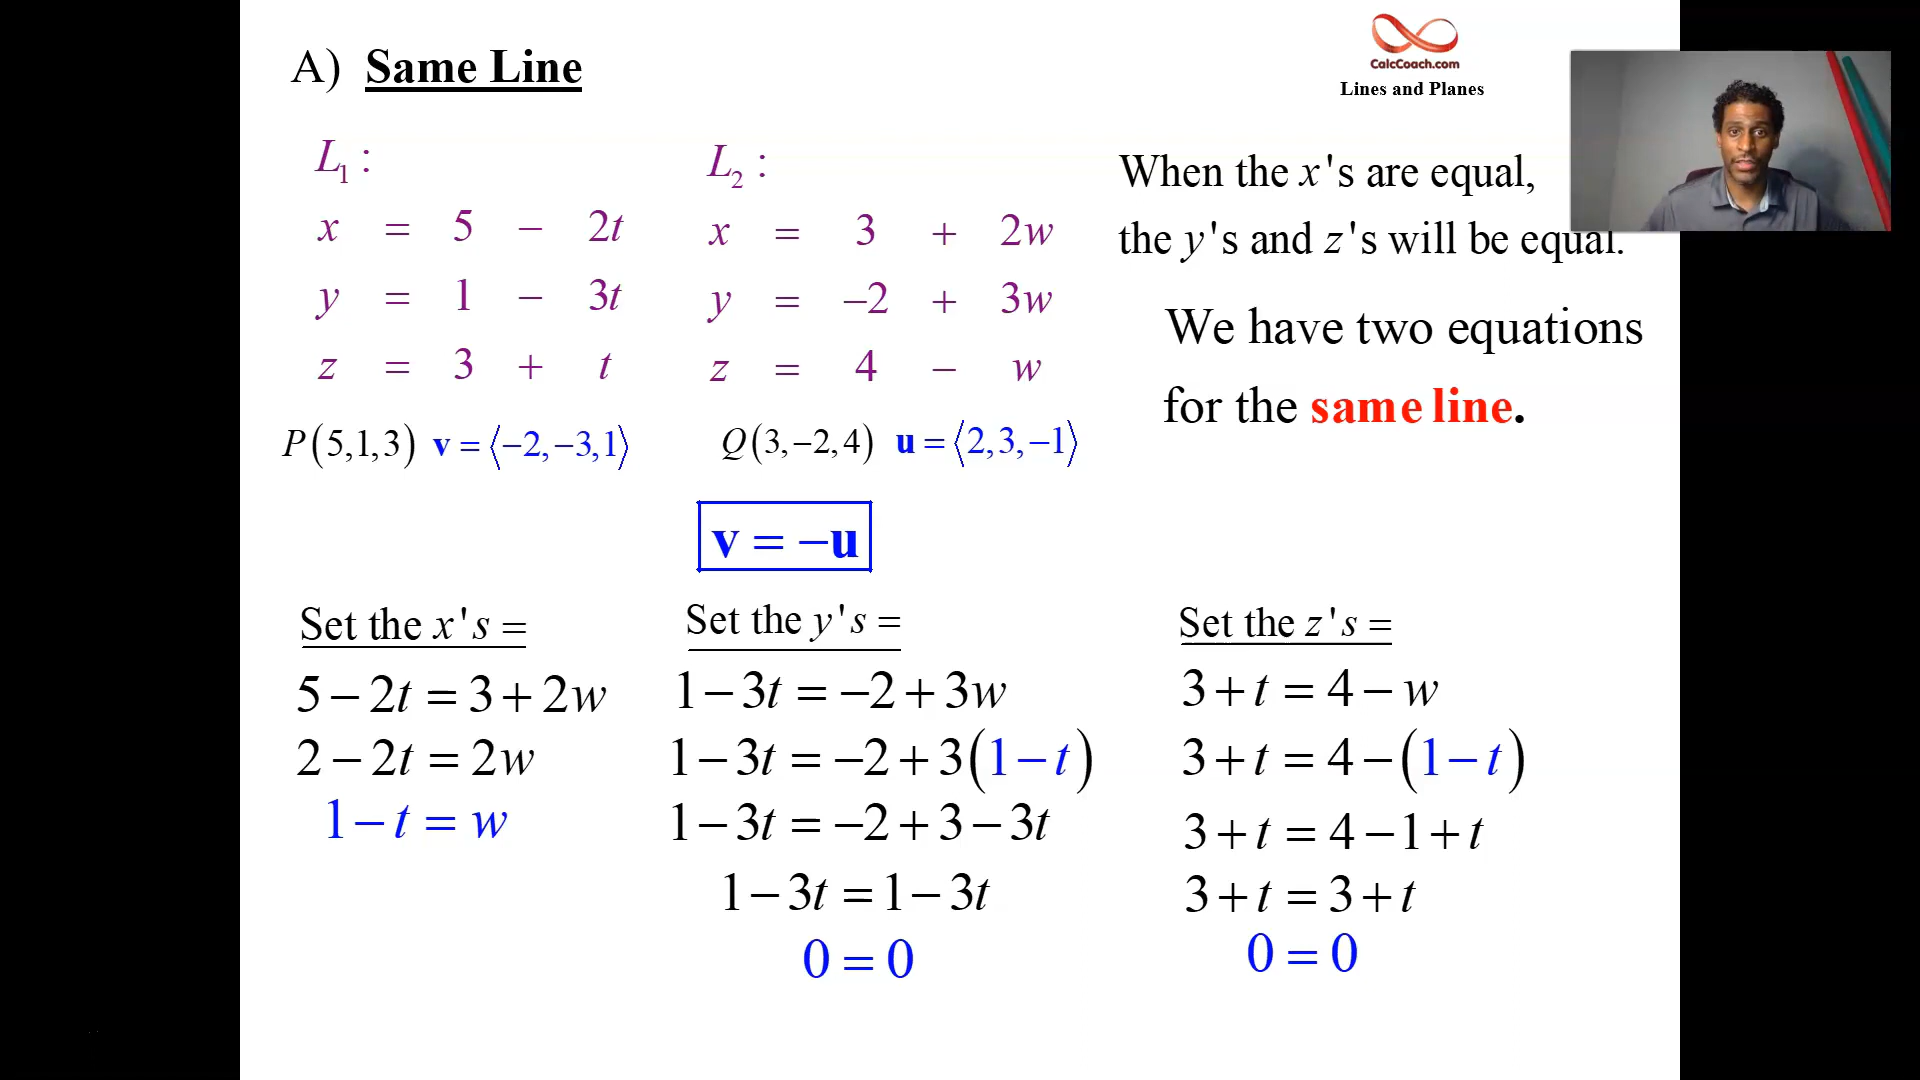 A) Same Line
CalcCoach.com
Lines and Planes
L₁ :
x = 5 − 2t
y = 1 − 3t
z = 3 + t
P(5,1,3) v = ⟨−2,−3,1⟩
L₂ :
x = 3 + 2w
y = −2 + 3w
z = 4 − w
Q(3,−2,4) u = ⟨2,3,−1⟩
When the x's are equal,
the y's and z's will be equal.
We have two equations
for the same line.
v = −u
Set the x's =
5 − 2t = 3 + 2w
2 − 2t = 2w
1 − t = w
Set the y's =
1 − 3t = −2 + 3w
1 − 3t = −2 + 3(1 − t)
1 − 3t = −2 + 3 − 3t
1 − 3t = 1 − 3t
0 = 0
Set the z's =
3 + t = 4 − w
3 + t = 4 − (1 − t)
3 + t = 4 − 1 + t
3 + t = 3 + t
0 = 0